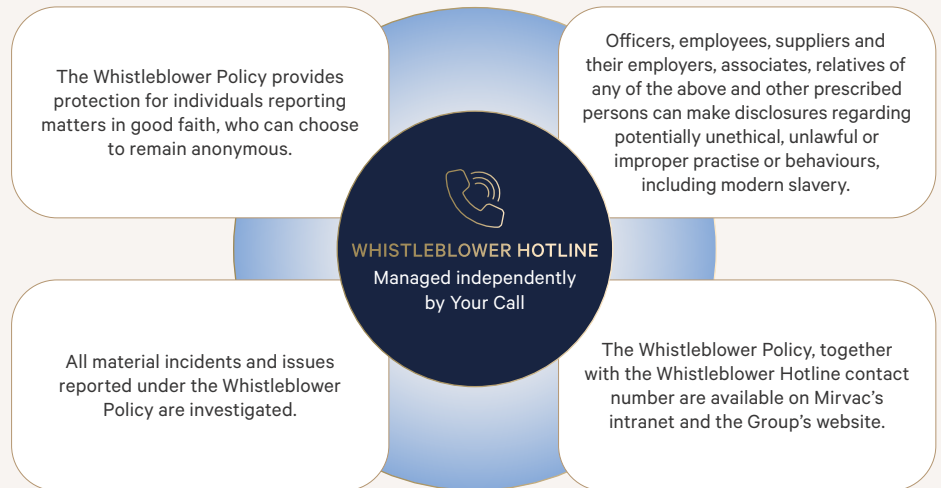 The Whistleblower Policy provides
protection for individuals reporting
matters in good faith, who can choose
to remain anonymous.
Officers, employees, suppliers and
their employers, associates, relatives of
any of the above and other prescribed
persons can make disclosures regarding
potentially unethical, unlawful or
improper practise or behaviours,
including modern slavery.
WHISTLEBLOWER HOTLINE
Managed independently
by Your Call
All material incidents and issues
reported under the Whistleblower
Policy are investigated.
The Whistleblower Policy, together
with the Whistleblower Hotline contact
number are available on Mirvac’s
intranet and the Group’s website.